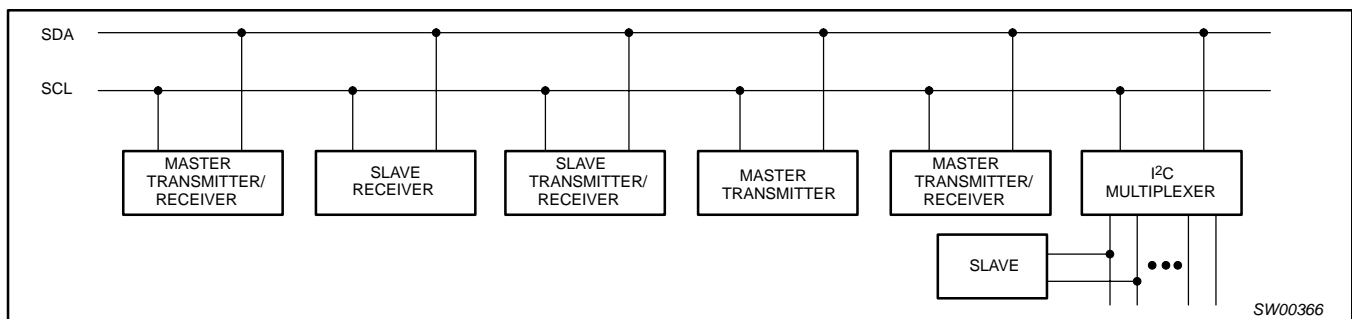 SDA
SCL
MASTER
TRANSMITTER/
RECEIVER
SLAVE
RECEIVER
SLAVE
TRANSMITTER/
RECEIVER
MASTER
TRANSMITTER
MASTER
TRANSMITTER/
RECEIVER
I²C
MULTIPLEXER
SLAVE
SW00366